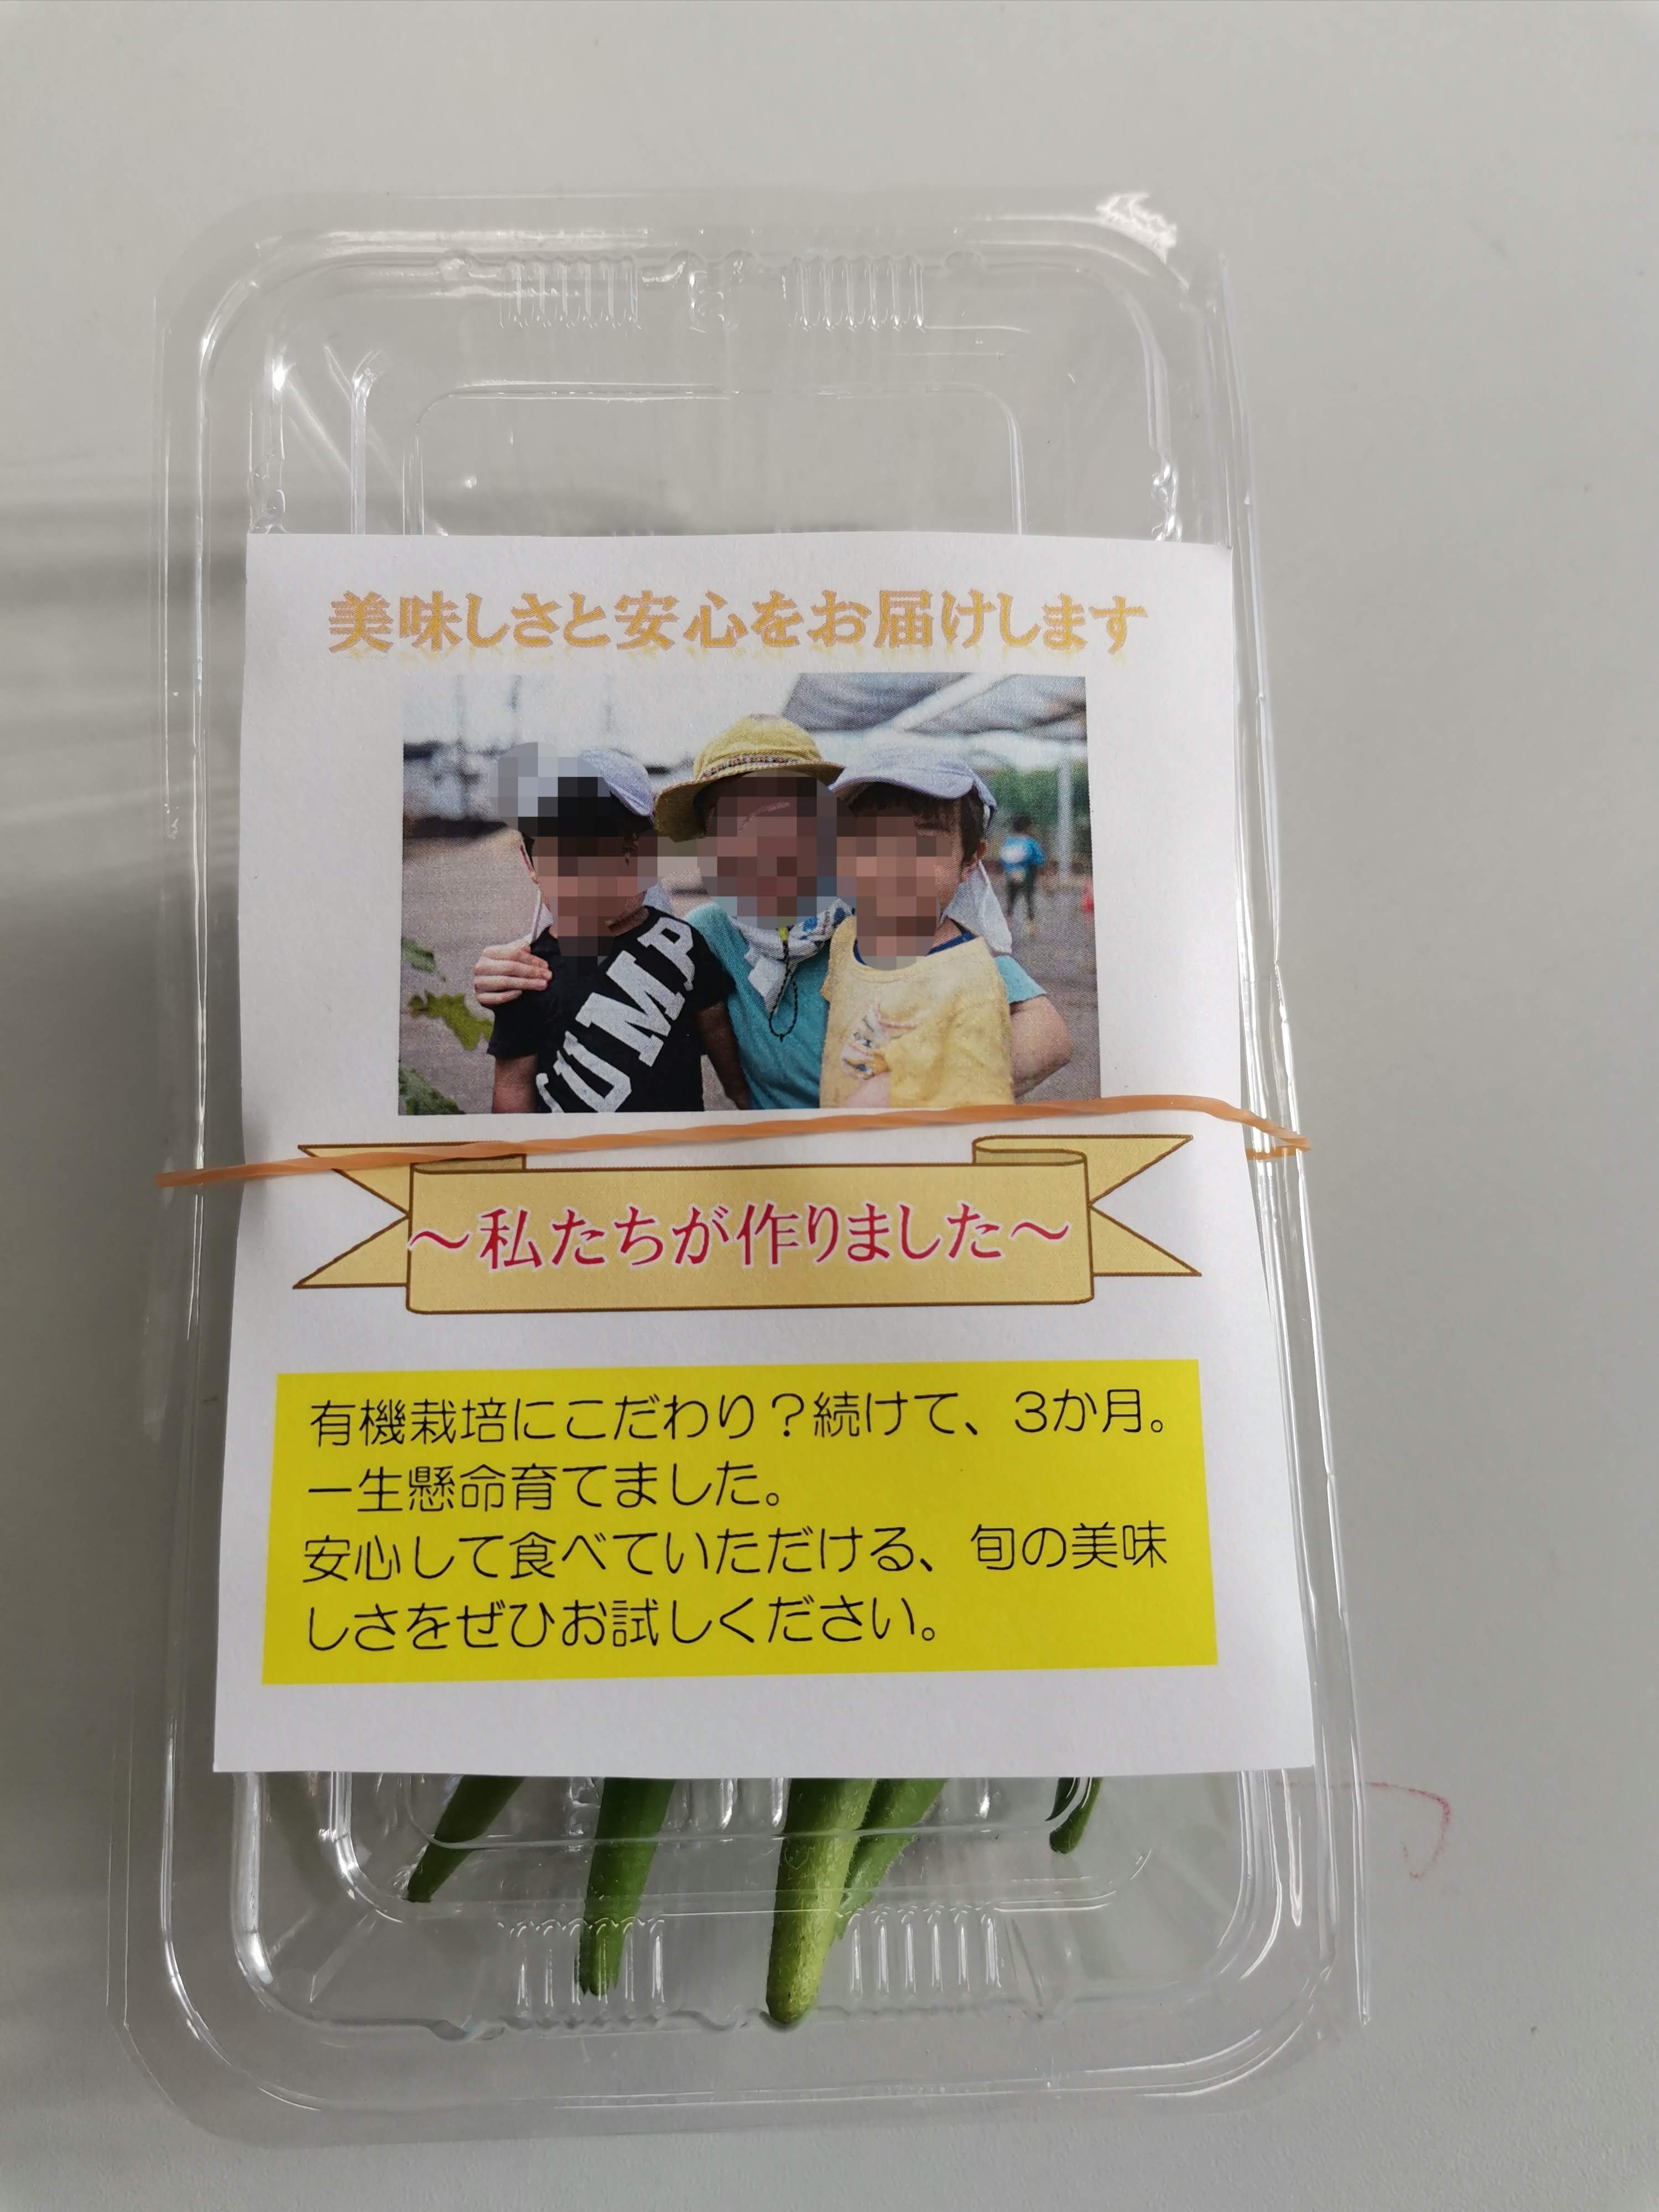 美味しさと安心をお届けします
JUMP
～私たちが作りました～
有機栽培にこだわり？続けて、3か月。
一生懸命育てました。
安心して食べていただける、旬の美味
しさをぜひお試しください。